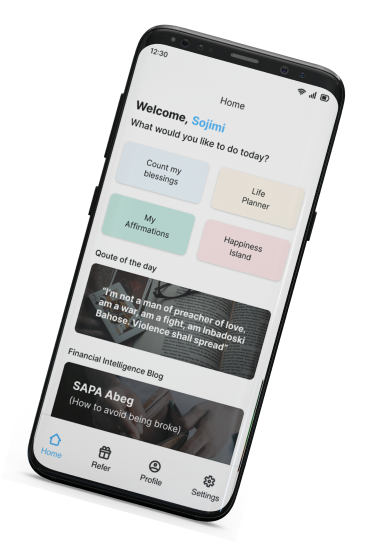 12:30
Home
Welcome, Sojimi
What would you like to do today?
Count my
blessings
Life
Planner
My
Affirmations
Happiness
Island
Qoute of the day
"I'm not a man of preacher of love,
am a war, am a fight, am Inbadoski
Bahose. Violence shall spread"
Financial Intelligence Blog
SAPA Abeg
(How to avoid being broke)
Home
Refer
Profile
Settings